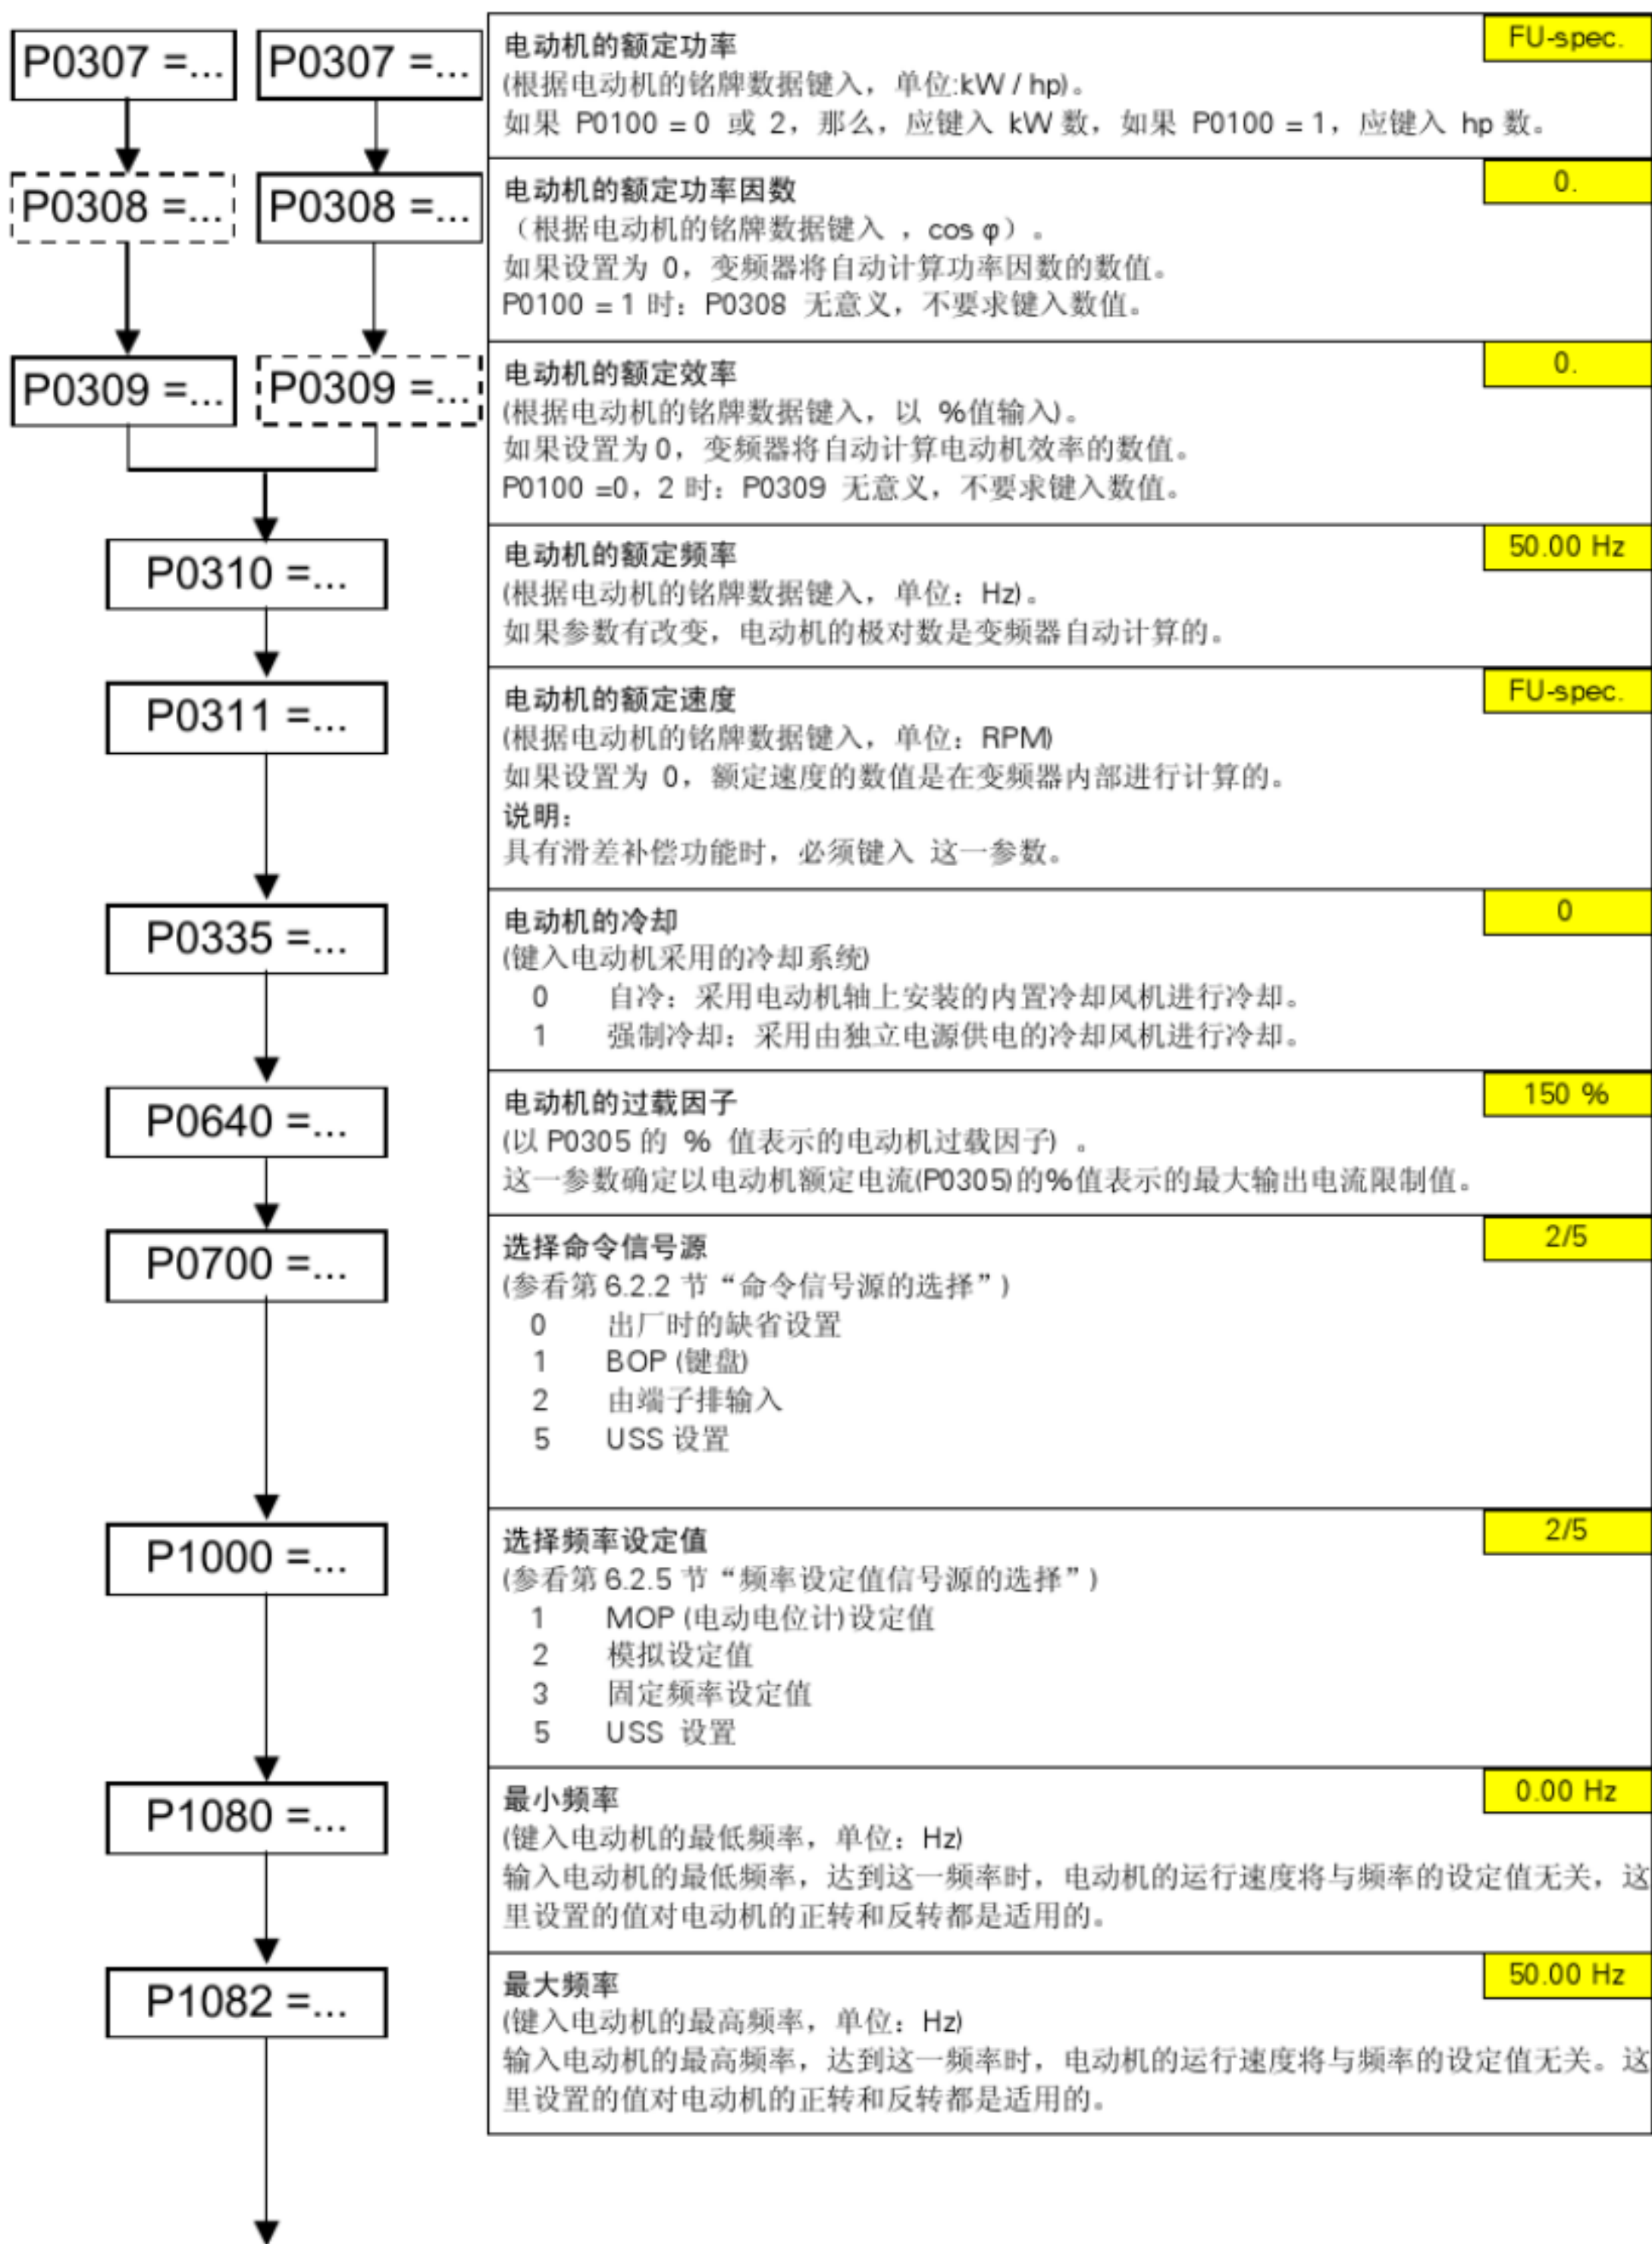 P0307 =...
P0307 =...
电动机的额定功率
FU-spec.
(根据电动机的铭牌数据键入，单位:kW / hp)。
如果 P0100 = 0 或 2，那么，应键入 kW 数，如果 P0100 = 1，应键入 hp 数。
P0308 =...
P0308 =...
电动机的额定功率因数
0.
（根据电动机的铭牌数据键入 ，cos φ）。
如果设置为 0，变频器将自动计算功率因数的数值。
P0100 = 1 时：P0308 无意义，不要求键入数值。
P0309 =...
P0309 =...
电动机的额定效率
0.
(根据电动机的铭牌数据键入，以 %值输入)。
如果设置为 0，变频器将自动计算电动机效率的数值。
P0100 =0，2 时：P0309 无意义，不要求键入数值。
P0310 =...
电动机的额定频率
50.00 Hz
(根据电动机的铭牌数据键入，单位：Hz)。
如果参数有改变，电动机的极对数是变频器自动计算的。
P0311 =...
电动机的额定速度
FU-spec.
(根据电动机的铭牌数据键入，单位：RPM)
如果设置为 0，额定速度的数值是在变频器内部进行计算的。
说明：
具有滑差补偿功能时，必须键入 这一参数。
P0335 =...
电动机的冷却
0
(键入电动机采用的冷却系统)
0 自冷：采用电动机轴上安装的内置冷却风机进行冷却。
1 强制冷却：采用由独立电源供电的冷却风机进行冷却。
P0640 =...
电动机的过载因子
150 %
(以 P0305 的 % 值表示的电动机过载因子) 。
这一参数确定以电动机额定电流(P0305)的%值表示的最大输出电流限制值。
P0700 =...
选择命令信号源
2/5
(参看第 6.2.2 节“命令信号源的选择”)
0 出厂时的缺省设置
1 BOP (键盘)
2 由端子排输入
5 USS 设置
P1000 =...
选择频率设定值
2/5
(参看第 6.2.5 节“频率设定值信号源的选择”)
1 MOP (电动电位计)设定值
2 模拟设定值
3 固定频率设定值
5 USS 设置
P1080 =...
最小频率
0.00 Hz
(键入电动机的最低频率，单位：Hz)
输入电动机的最低频率，达到这一频率时，电动机的运行速度将与频率的设定值无关，这
里设置的值对电动机的正转和反转都是适用的。
P1082 =...
最大频率
50.00 Hz
(键入电动机的最高频率，单位：Hz)
输入电动机的最高频率，达到这一频率时，电动机的运行速度将与频率的设定值无关。这
里设置的值对电动机的正转和反转都是适用的。